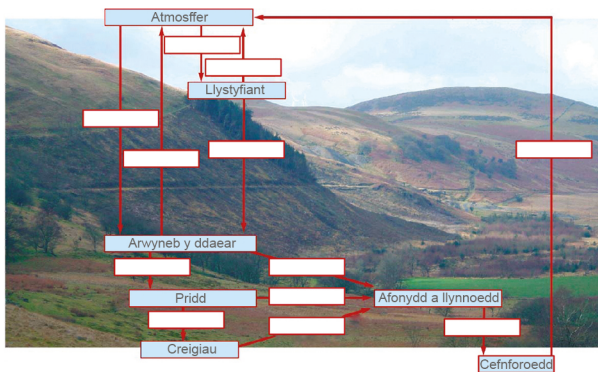 Atmosffer
Llystyfiant
Arwyneb y ddaear
Pridd
Afonydd a llynnoedd
Creigiau
Cefnforoedd